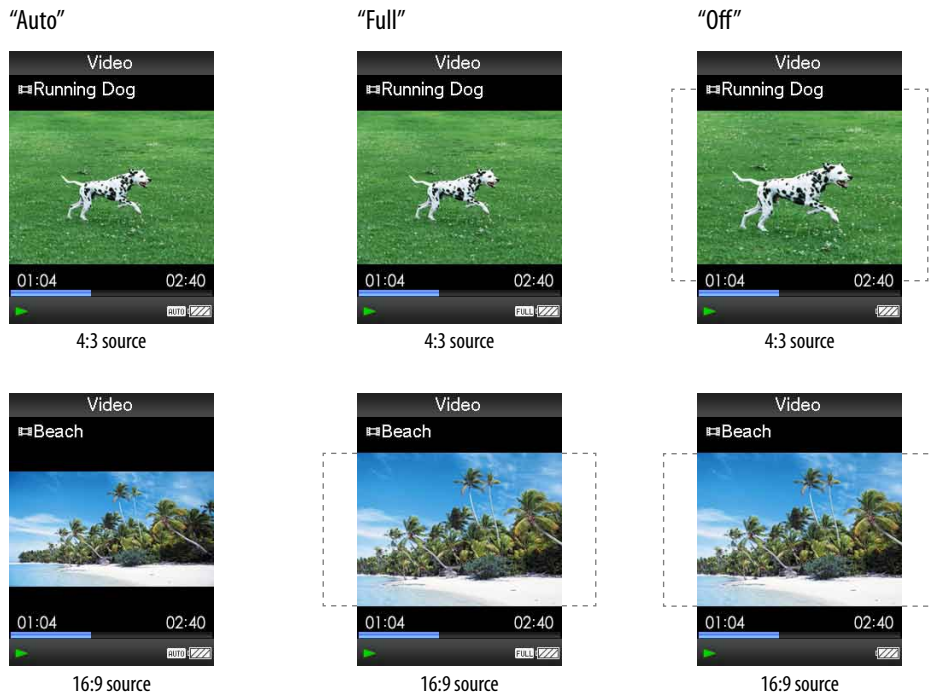 “Auto”
“Full”
“Off”
Video
Running Dog
01:04 02:40
AUTO
4:3 source
Video
Running Dog
01:04 02:40
FULL
4:3 source
Video
Running Dog
01:04 02:40
4:3 source
Video
Beach
01:04 02:40
AUTO
16:9 source
Video
Beach
01:04 02:40
FULL
16:9 source
Video
Beach
01:04 02:40
16:9 source